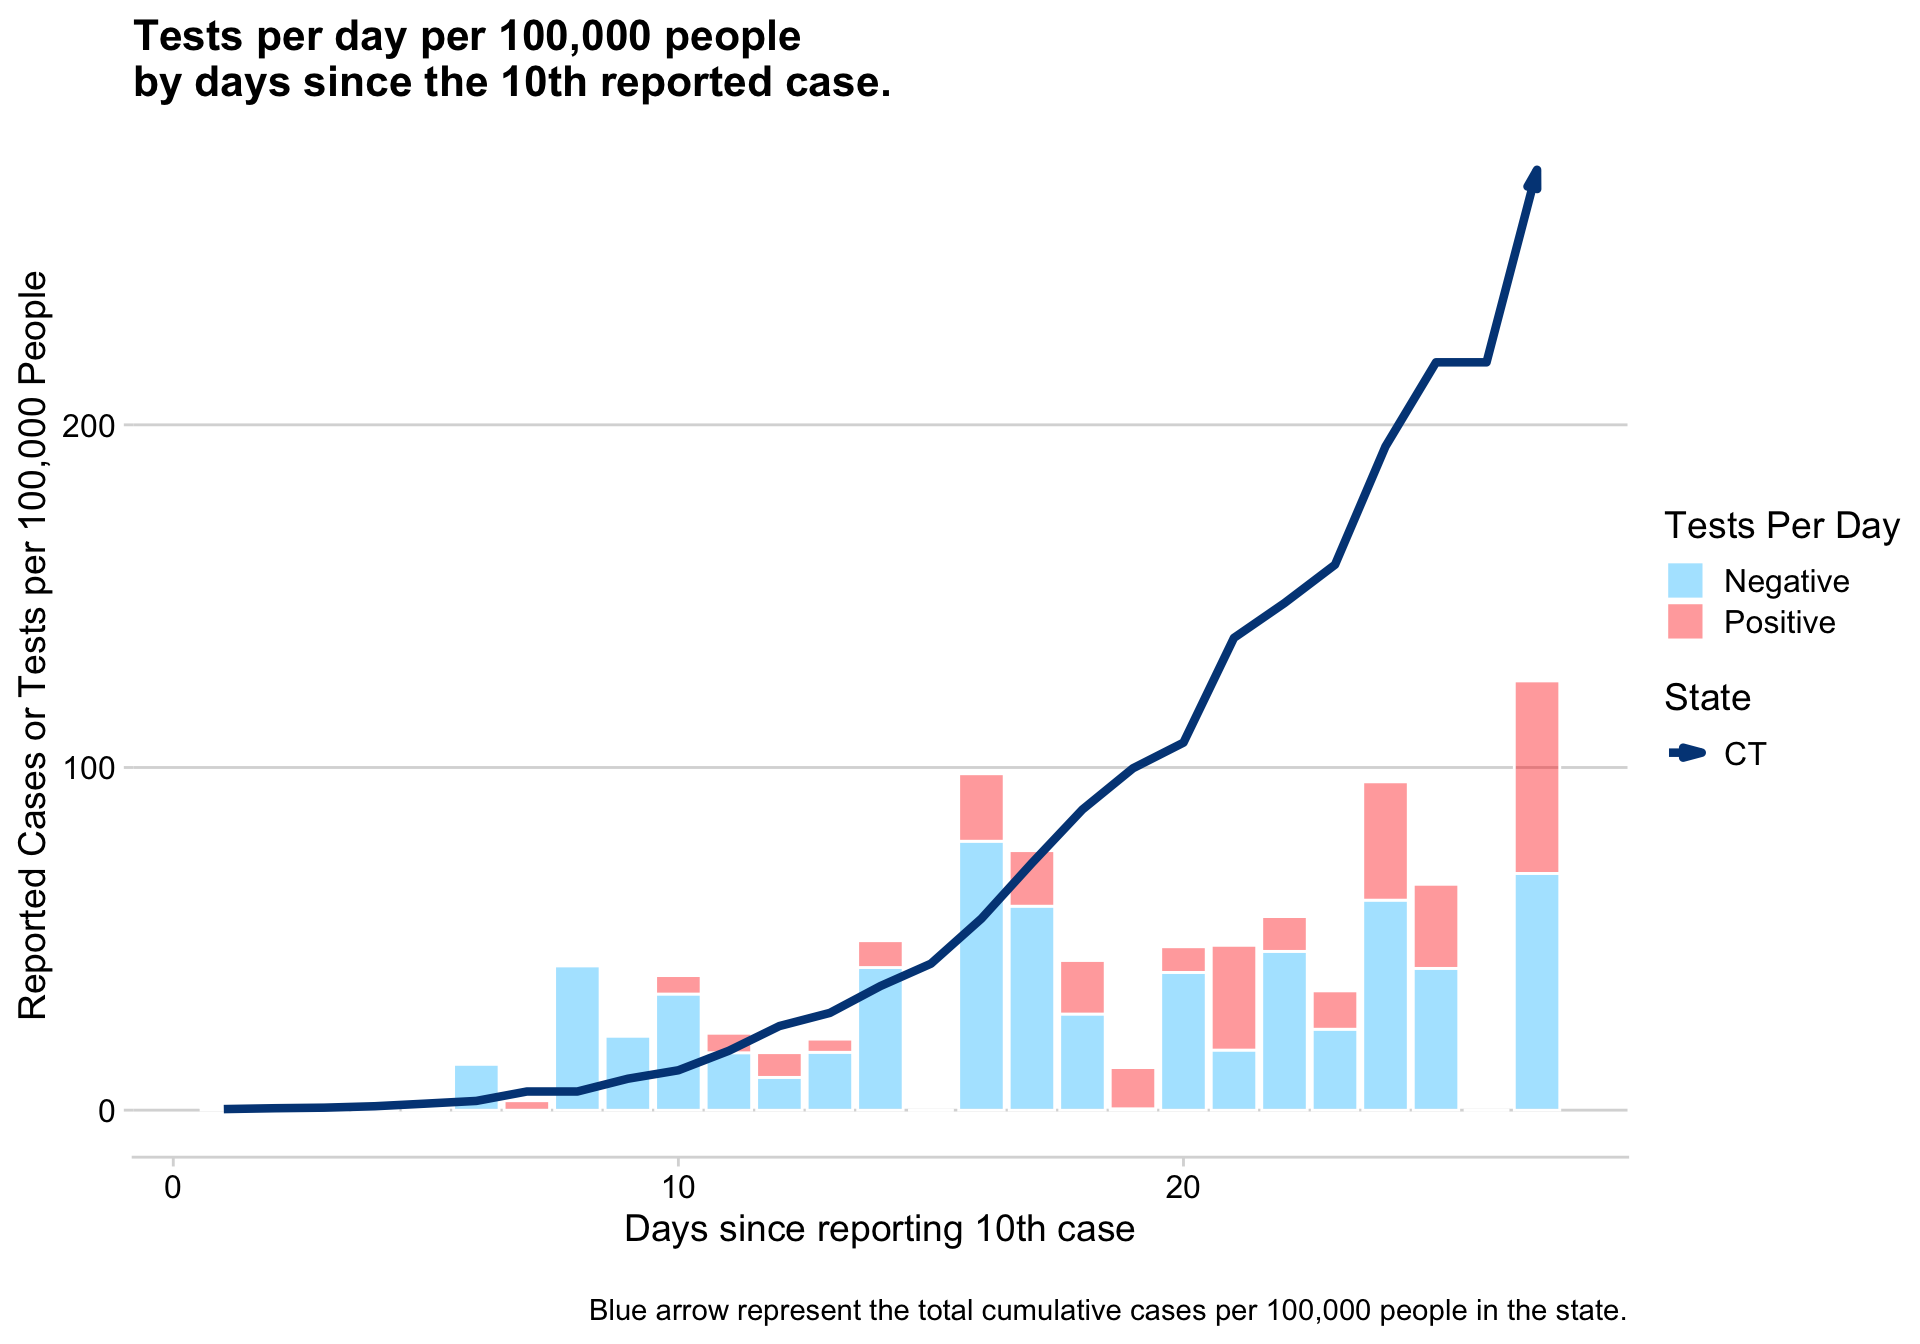 Tests per day per 100,000 people
by days since the 10th reported case.
Reported Cases or Tests per 100,000 People
200
100
0
0
10
20
Days since reporting 10th case
Tests Per Day
Negative
Positive
State
CT
Blue arrow represent the total cumulative cases per 100,000 people in the state.